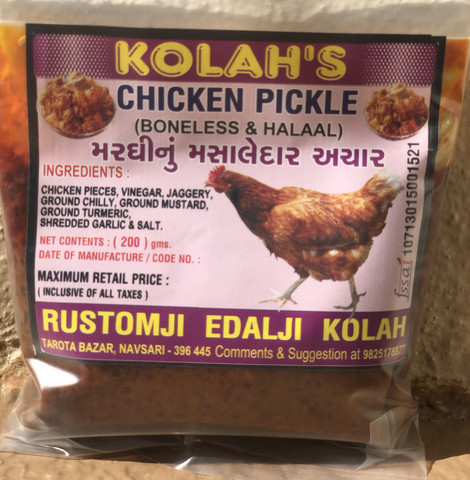 KOLAH'S
CHICKEN PICKLE
(BONELESS & HALAAL)
મરઘીનું મસાલેદાર અચાર
INGREDIENTS :
CHICKEN PIECES, VINEGAR, JAGGERY,
GROUND CHILLY, GROUND MUSTARD,
GROUND TURMERIC,
SHREDDED GARLIC & SALT.
NET CONTENTS : ( 200 ) gms.
DATE OF MANUFACTURE / CODE NO. :
MAXIMUM RETAIL PRICE :
( INCLUSIVE OF ALL TAXES )
fssai 10713015001521
RUSTOMJI EDALJI KOLAH
TAROTA BAZAR, NAVSARI - 396 445 Comments & Suggestion at 9825178877